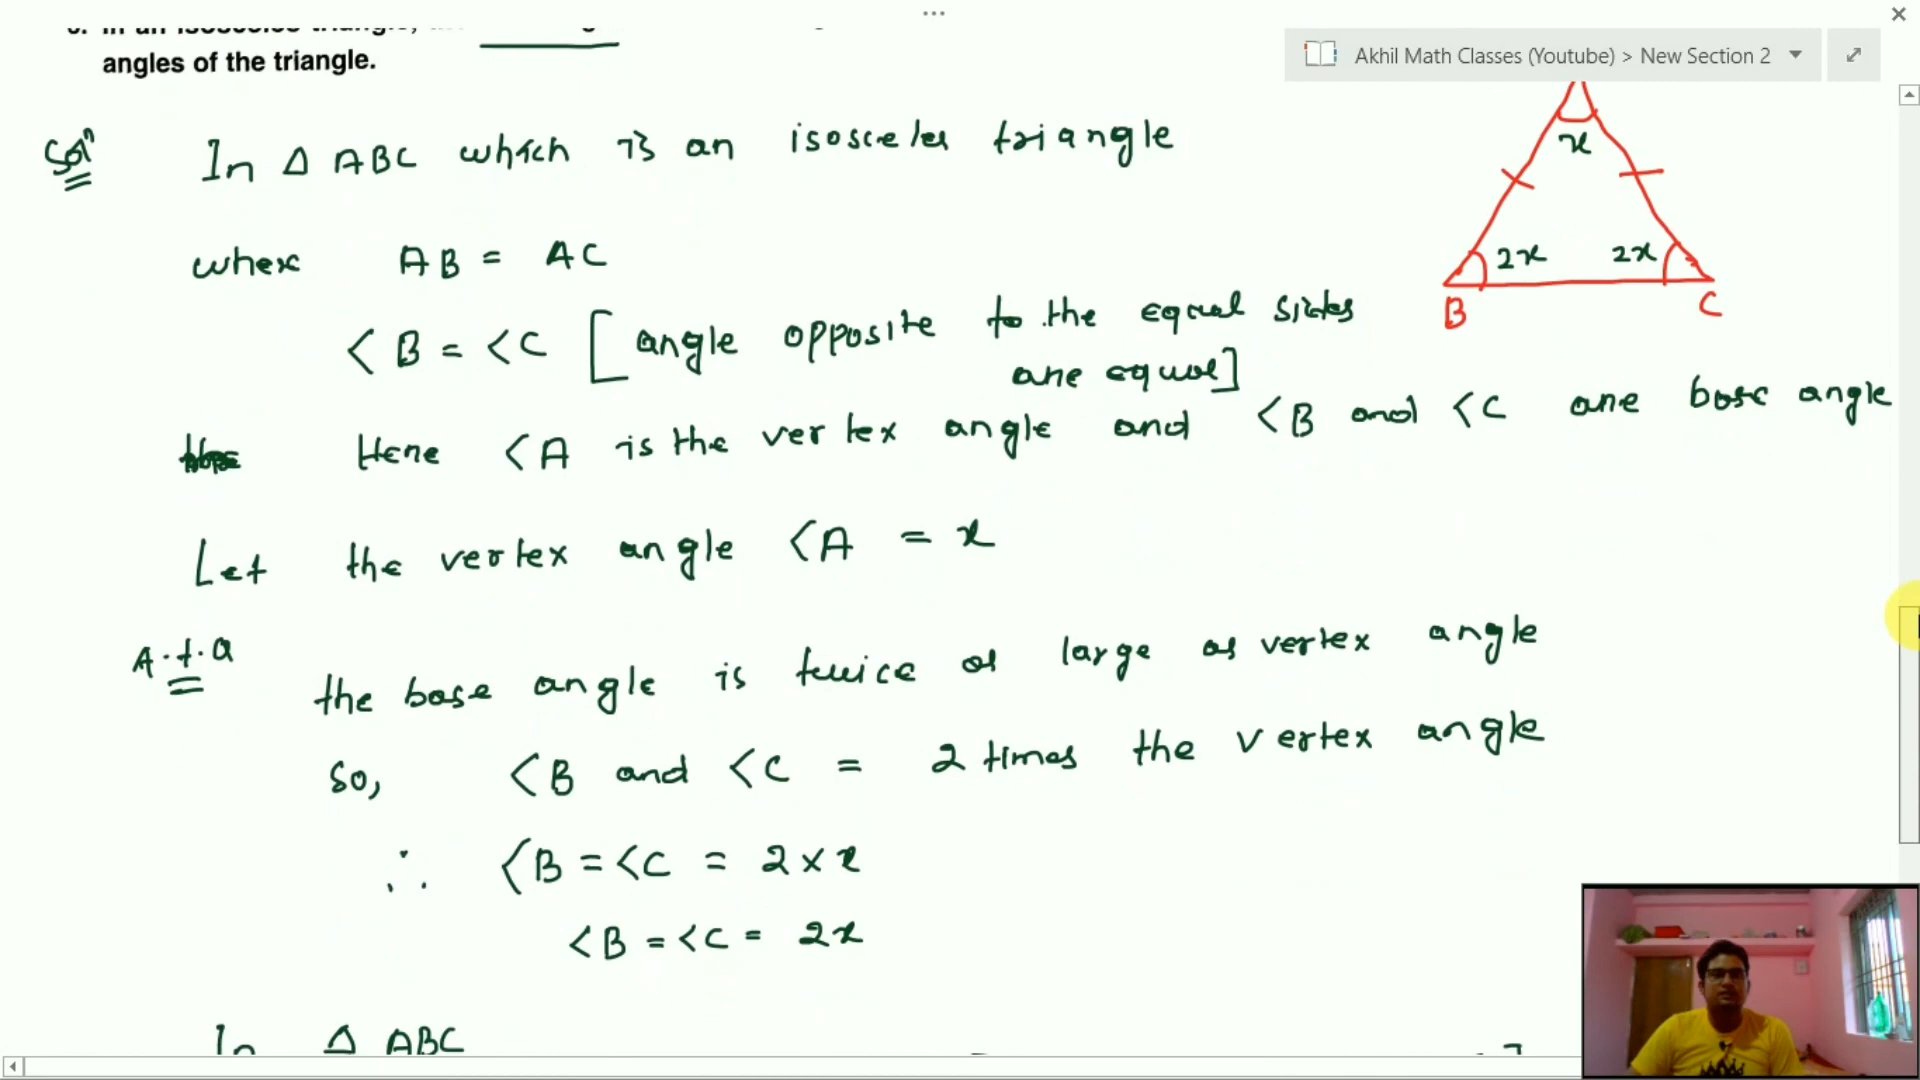 angles of the triangle.
Akhil Math Classes (Youtube) > New Section 2
x
2x 2x
B C
Solⁿ In Δ ABC which is an isosceles triangle
where AB = AC
<B = <C [angle opposite to the equal sides
are equal]
Here <A is the vertex angle and <B and <C are base angle
Let the vertex angle <A = x
A.t.Q the base angle is twice as large as vertex angle
So, <B and <C = 2 times the vertex angle
∴ <B = <C = 2 × x
<B = <C = 2x
In Δ ABC